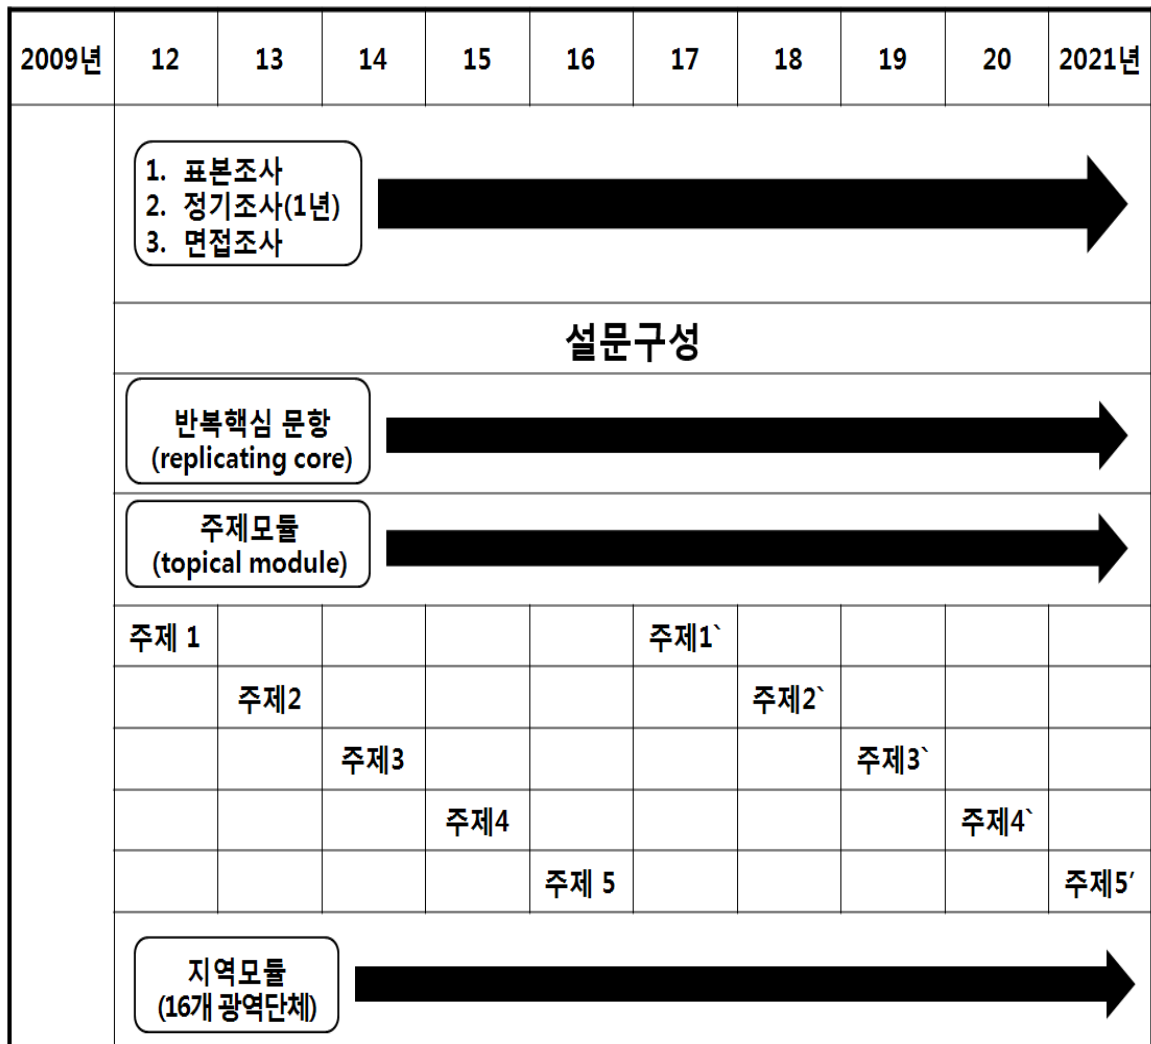 2009년 12 13 14 15 16 17 18 19 20 2021년
1. 표본조사
2. 정기조사(1년)
3. 면접조사
설문구성
반복핵심 문항
(replicating core)
주제모듈
(topical module)
주제 1 주제1`
주제2 주제2`
주제3 주제3`
주제4 주제4`
주제 5 주제5′
지역모듈
(16개 광역단체)